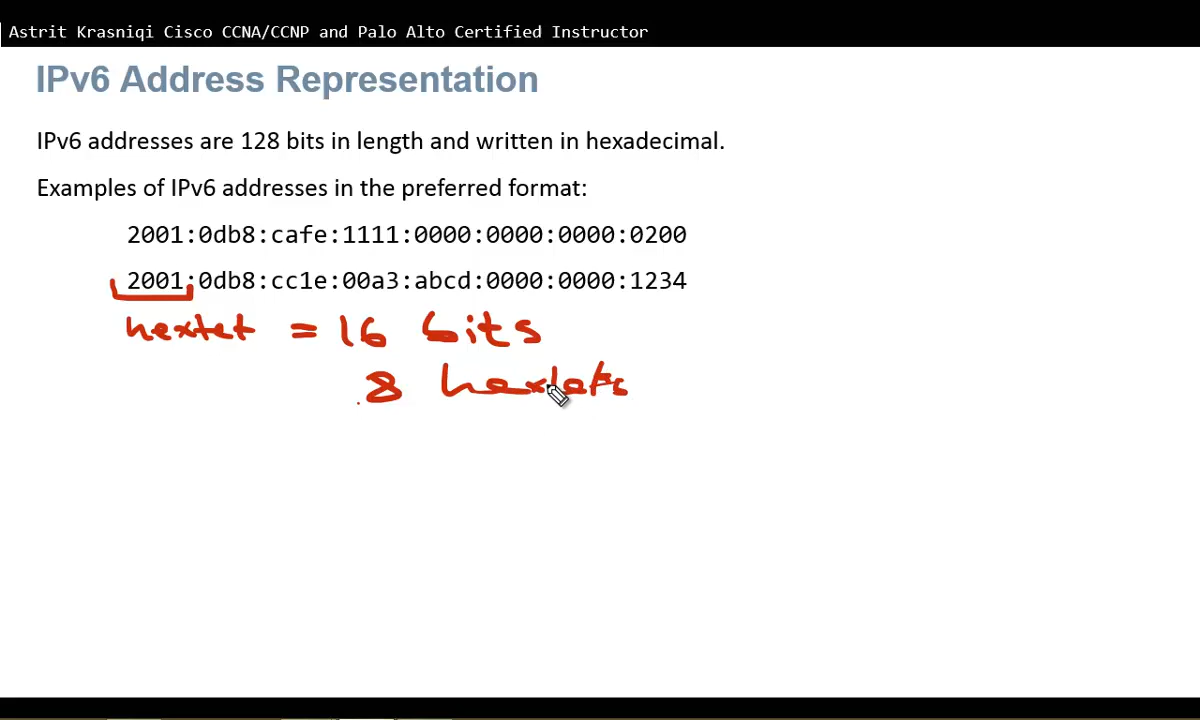 Astrit Krasniqi Cisco CCNA/CCNP and Palo Alto Certified Instructor
IPv6 Address Representation
IPv6 addresses are 128 bits in length and written in hexadecimal.
Examples of IPv6 addresses in the preferred format:
2001:0db8:cafe:1111:0000:0000:0000:0200
2001:0db8:cc1e:00a3:abcd:0000:0000:1234
hextet = 16 bits
8 hextets